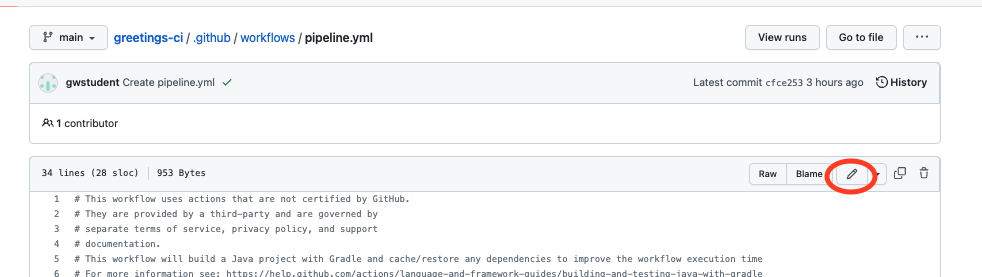 main
greetings-ci / .github / workflows / pipeline.yml
View runs
Go to file
...
gwstudent Create pipeline.yml
Latest commit cfce253 3 hours ago
History
1 contributor
34 lines (28 sloc) 953 Bytes
Raw
Blame
1 # This workflow uses actions that are not certified by GitHub.
2 # They are provided by a third-party and are governed by
3 # separate terms of service, privacy policy, and support
4 # documentation.
5 # This workflow will build a Java project with Gradle and cache/restore any dependencies to improve the workflow execution time
6 # For more information see: https://help.github.com/actions/language-and-framework-guides/building-and-testing-java-with-gradle